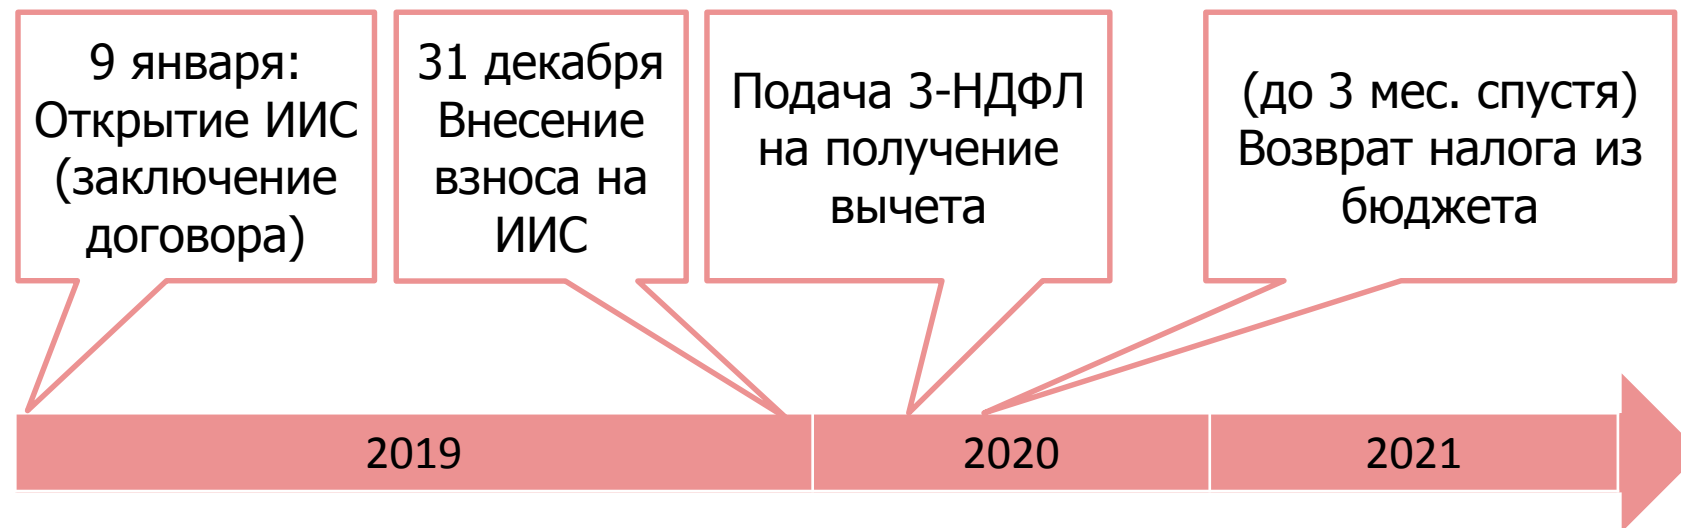 9 января:
Открытие ИИС
(заключение
договора)
31 декабря
Внесение
взноса на
ИИС
Подача 3-НДФЛ
на получение
вычета
(до 3 мес. спустя)
Возврат налога из
бюджета
2019
2020
2021